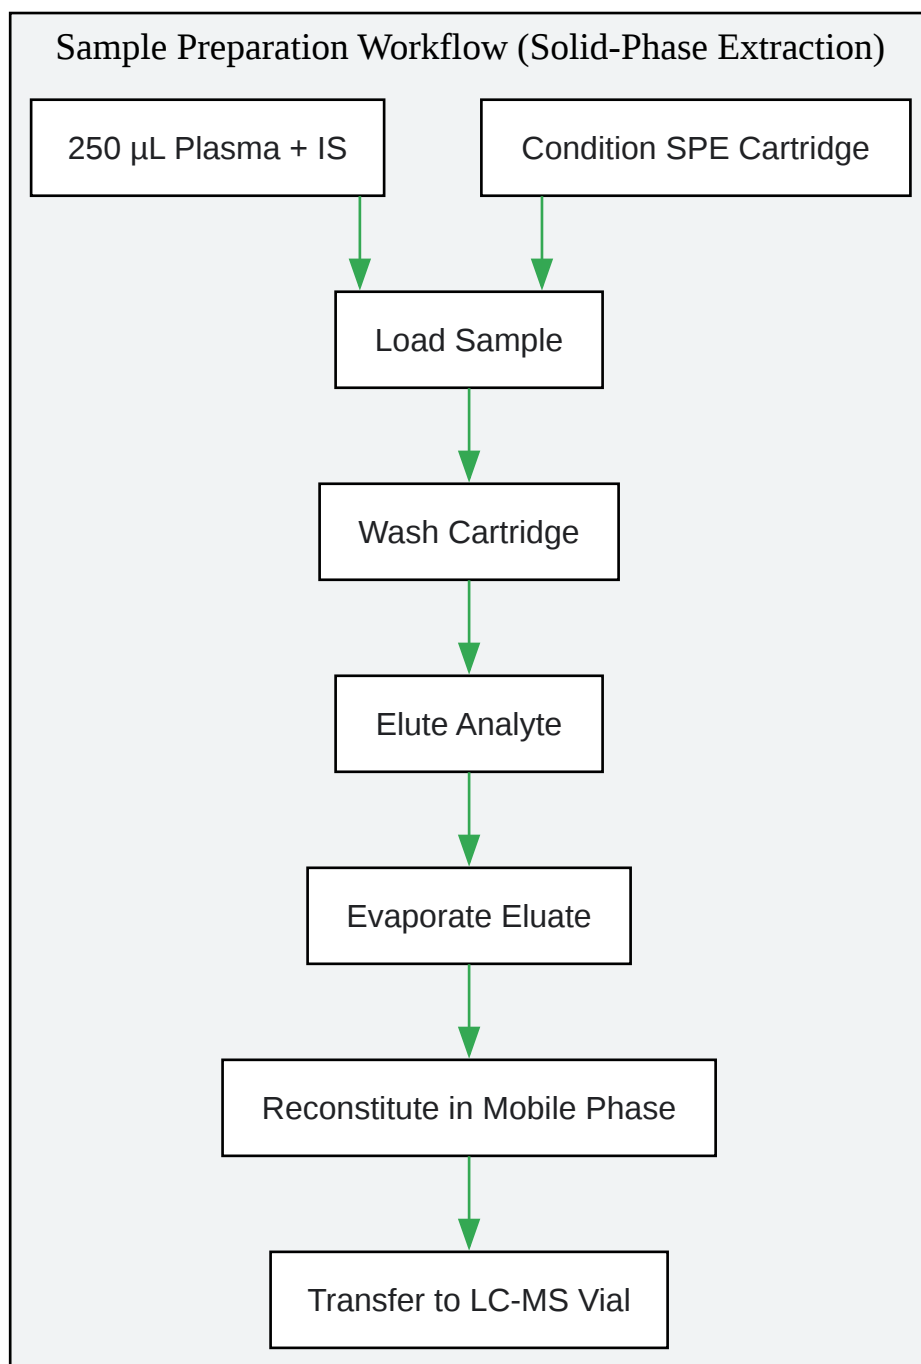 Sample Preparation Workflow (Solid-Phase Extraction)
250 µL Plasma + IS
Condition SPE Cartridge
Load Sample
Wash Cartridge
Elute Analyte
Evaporate Eluate
Reconstitute in Mobile Phase
Transfer to LC-MS Vial